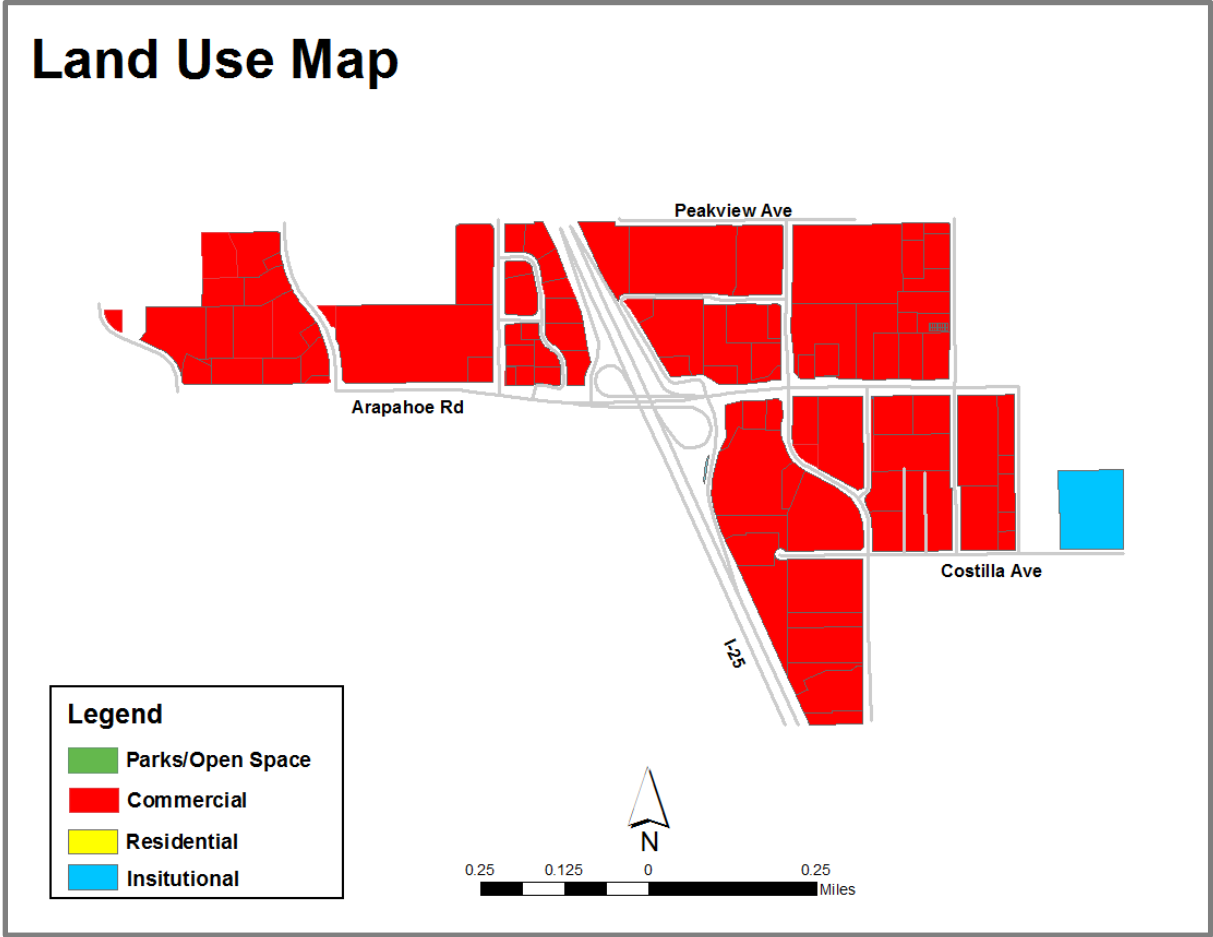 Land Use Map
Peakview Ave
Arapahoe Rd
Costilla Ave
I-25
Legend
Parks/Open Space
Commercial
Residential
Insitutional
N
0.25 0.125 0 0.25
Miles